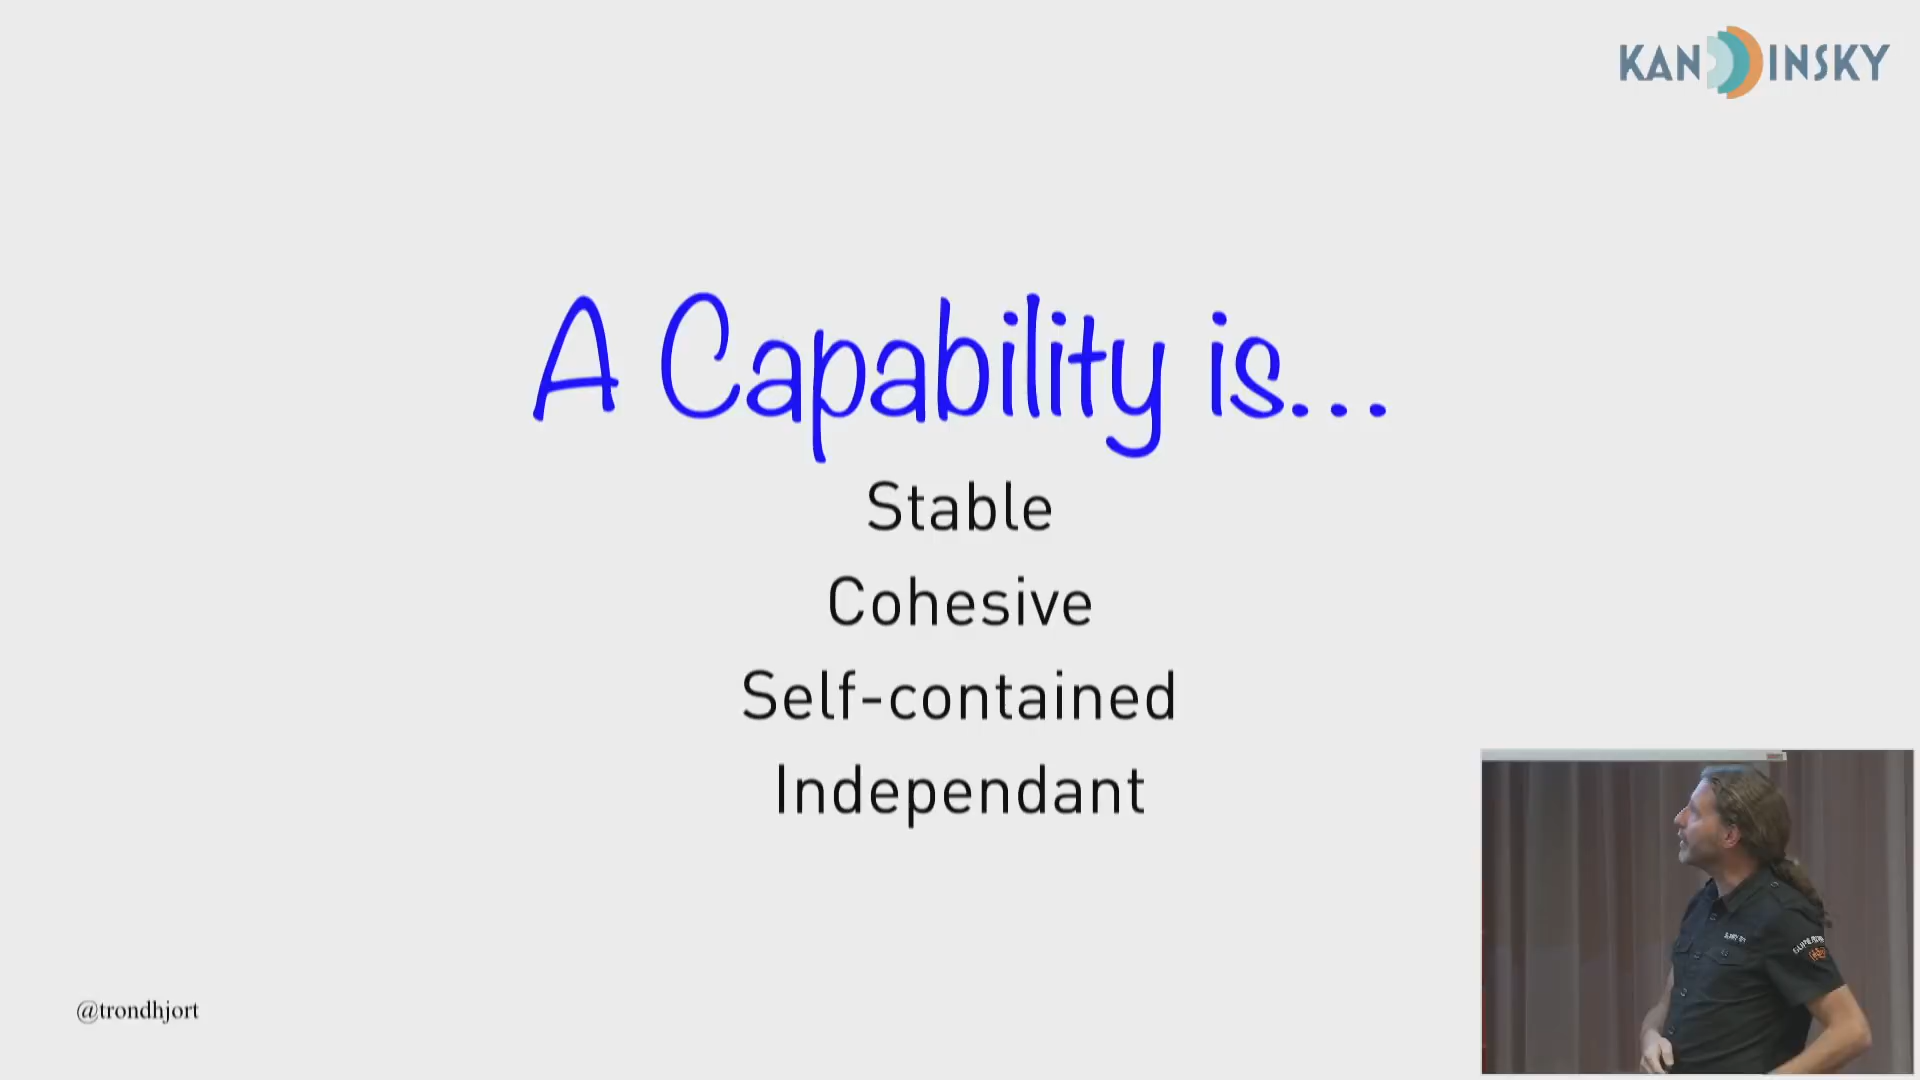 KANDINSKY
A Capability is...
Stable
Cohesive
Self-contained
Independant
@trondhjort